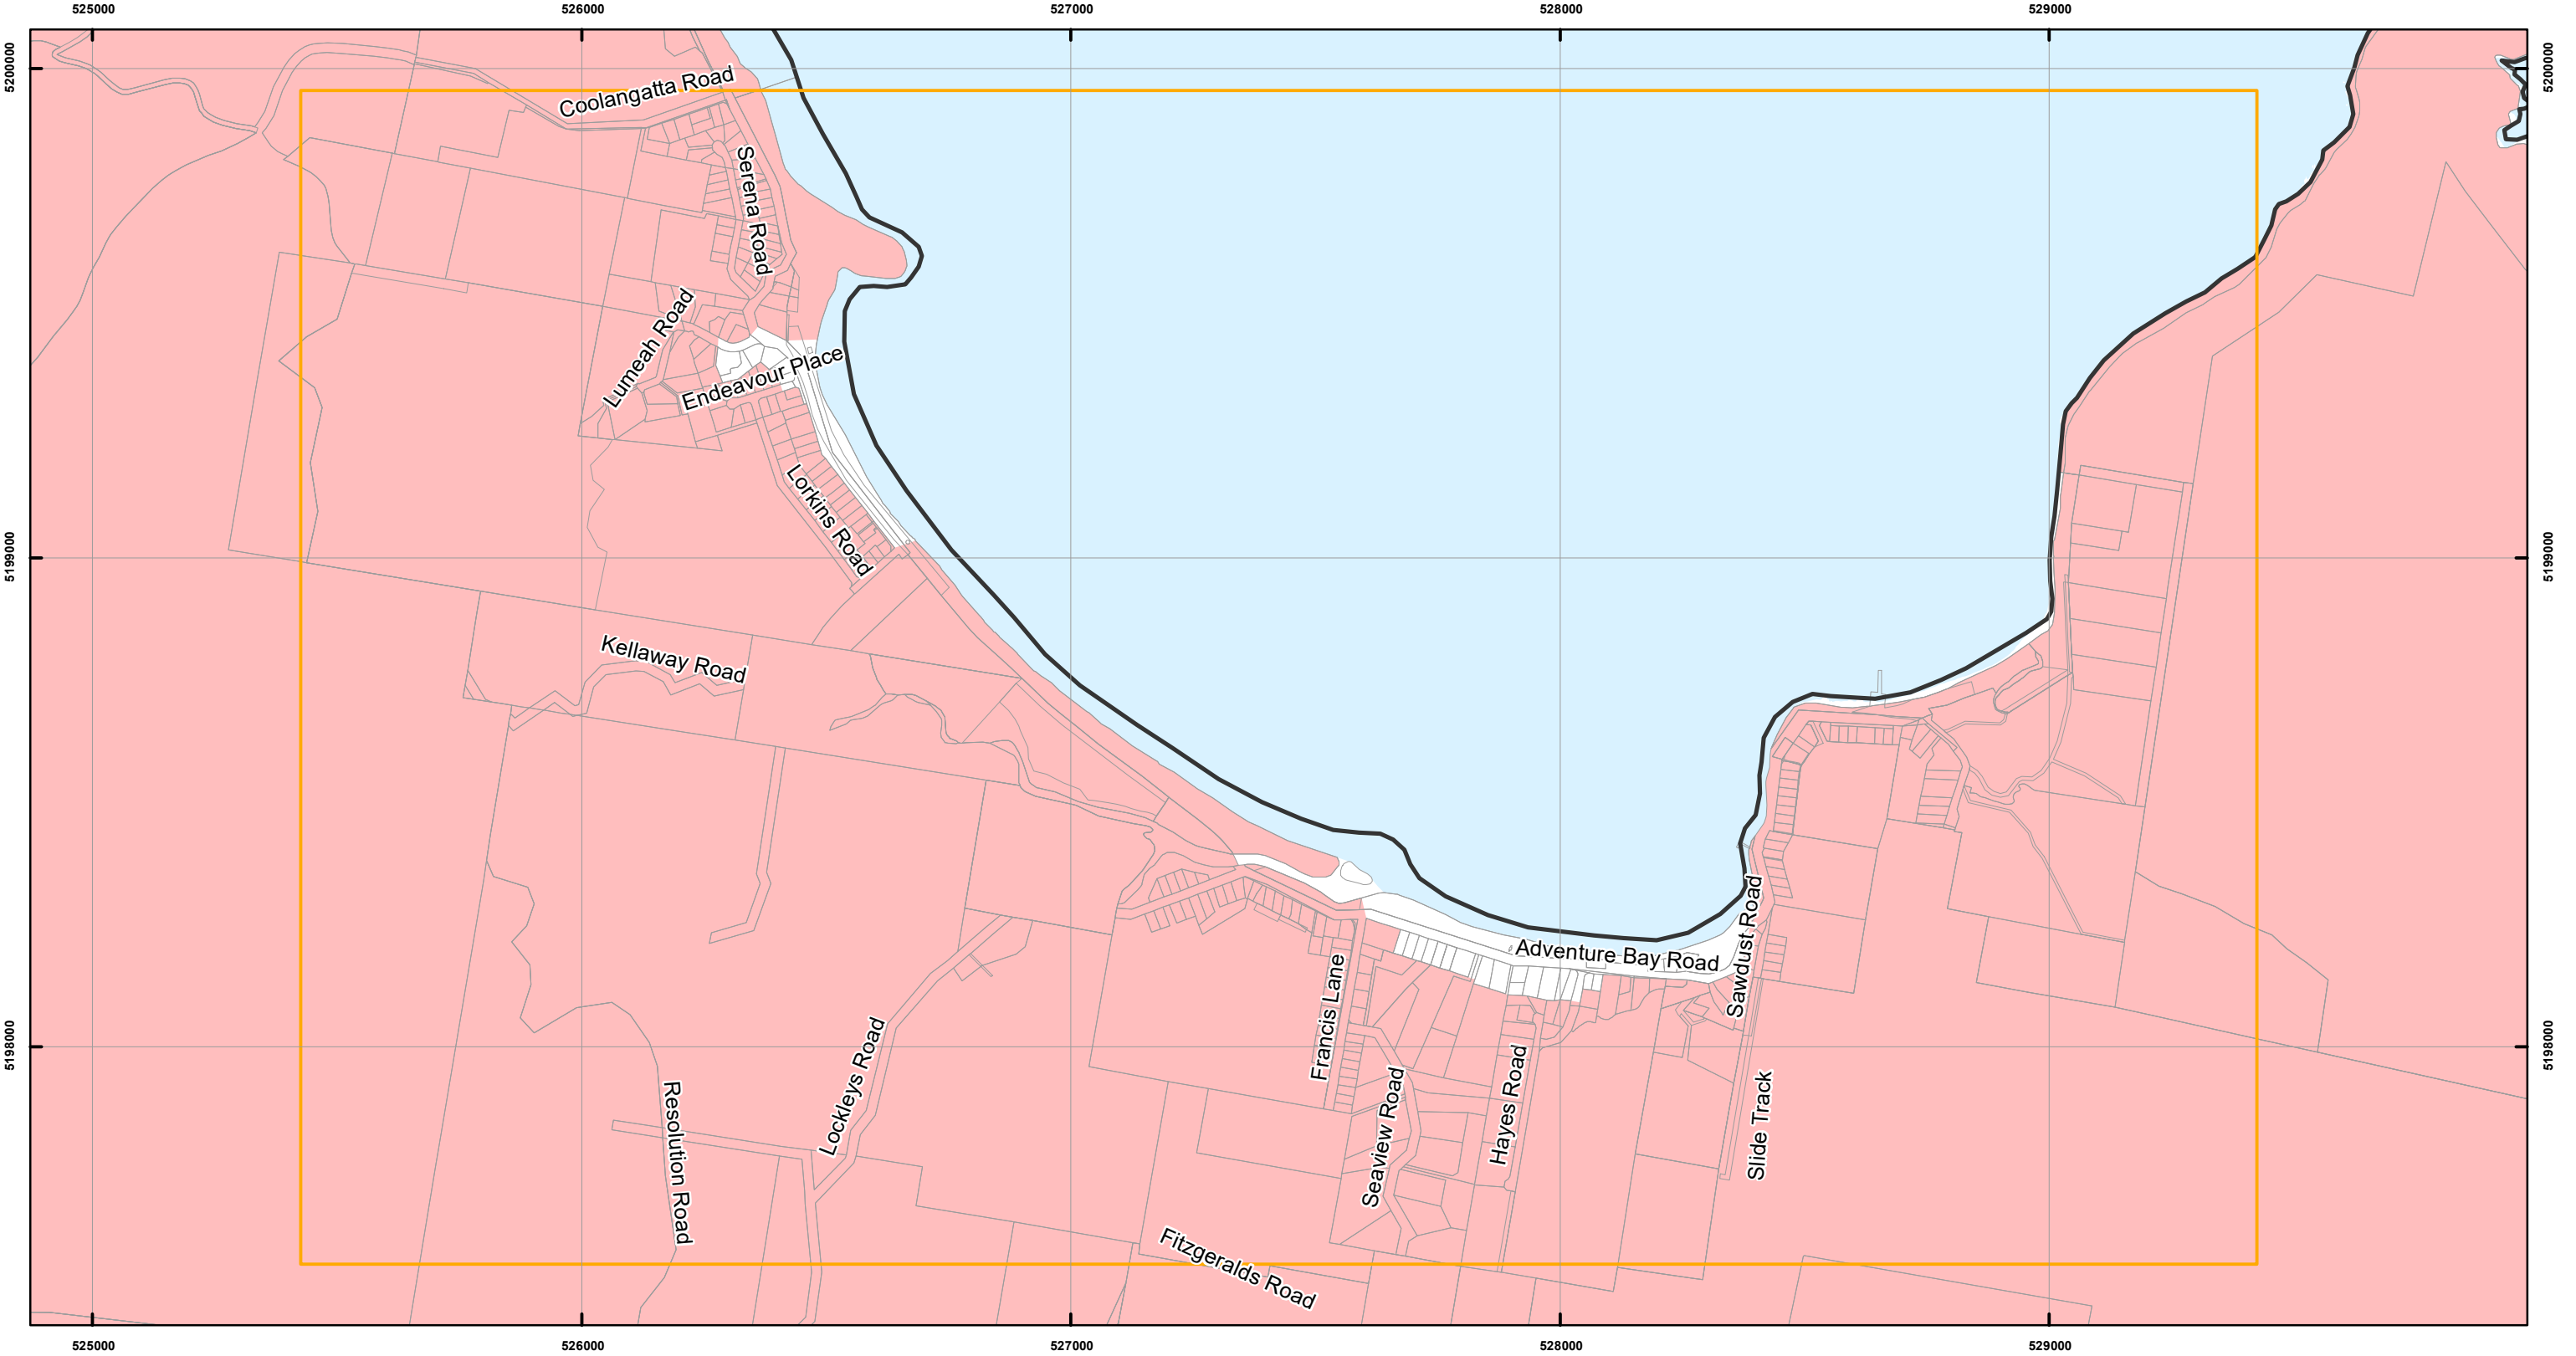 525000
526000
527000
528000
529000
5200000
5200000
Coolangatta Road
Serena Road
Lumeah Road
Endeavour Place
Lorkins Road
5199000
5199000
Kellaway Road
Adventure Bay Road
Sawdust Road
Francis Lane
5198000
5198000
Lockleys Road
Resolution Road
Seaview Road
Hayes Road
Slide Track
Fitzgeralds Road
525000
526000
527000
528000
529000